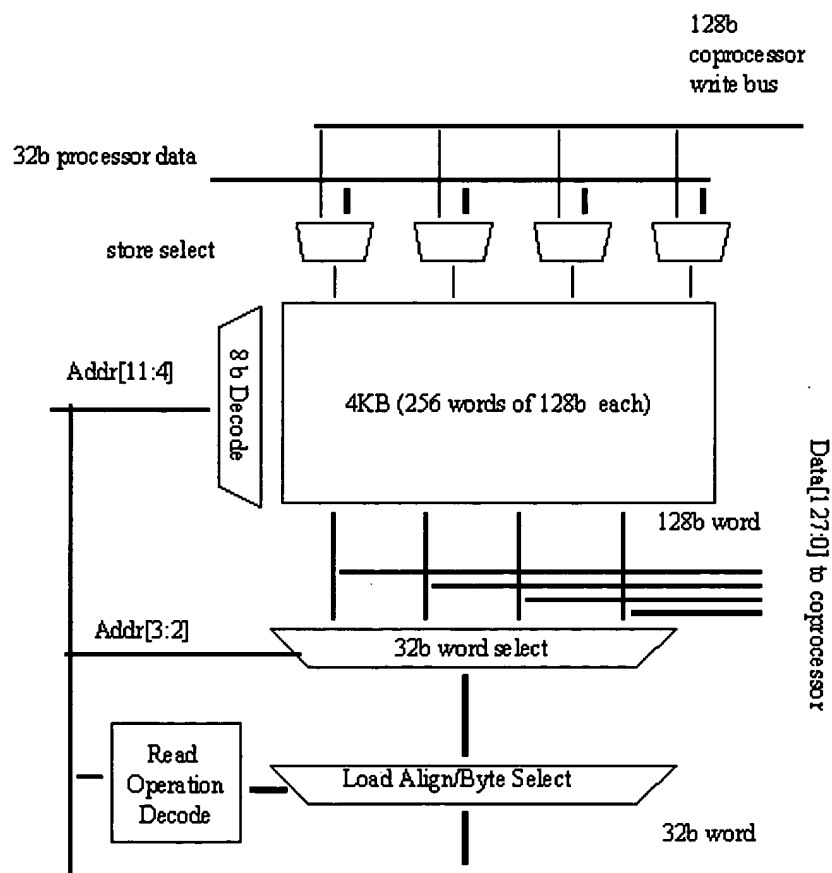 128b
coprocessor
write bus
32b processor data
store select
Addr[11:4]
8 b Decode
4KB (256 words of 128b each)
Data[127:0] to coprocessor
128b word
Addr[3:2]
32b word select
Read
Operation
Decode
Load Align/Byte Select
32b word